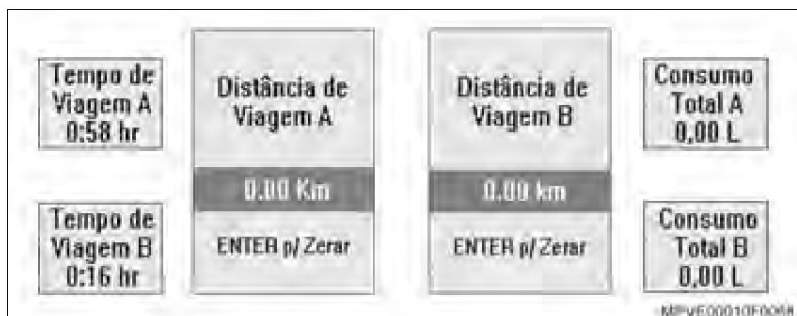 Tempo de
Viagem A
0:58 hr
Distância de
Viagem A
0.00 Km
ENTER p/ Zerar
Distância de
Viagem B
0.00 km
ENTER p/ Zerar
Consumo
Total A
0,00 L
Tempo de
Viagem B
0:16 hr
Consumo
Total B
0,00 L